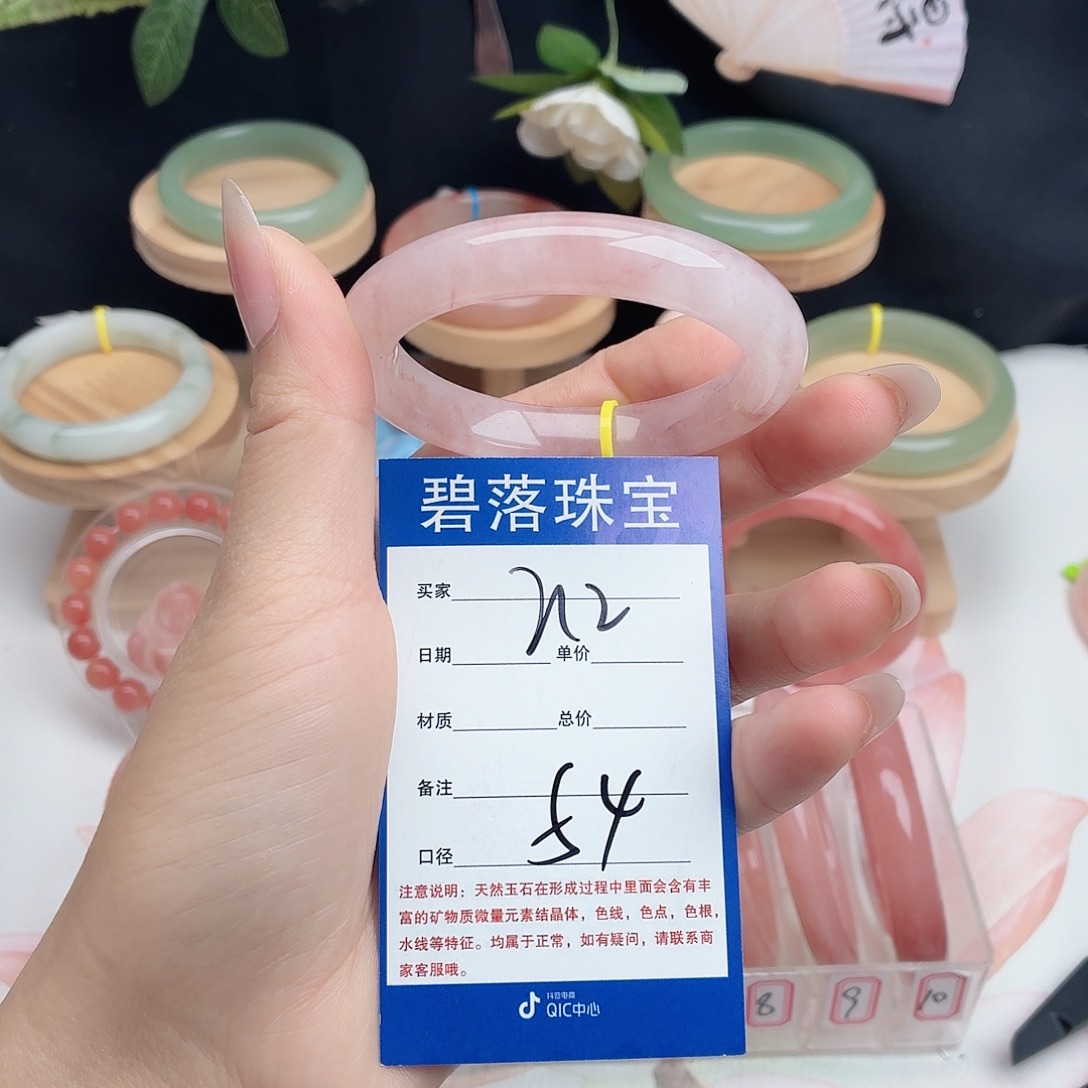 碧落珠宝
买家
日期 单价
材质 总价
备注
54
口径
注意说明：天然玉石在形成过程中里面会含有丰
富的矿物质微量元素结晶体，色线，色点，色根，
水线等特征。均属于正常，如有疑问，请联系商
家客服哦。
抖音电商
QIC中心
8 9 10